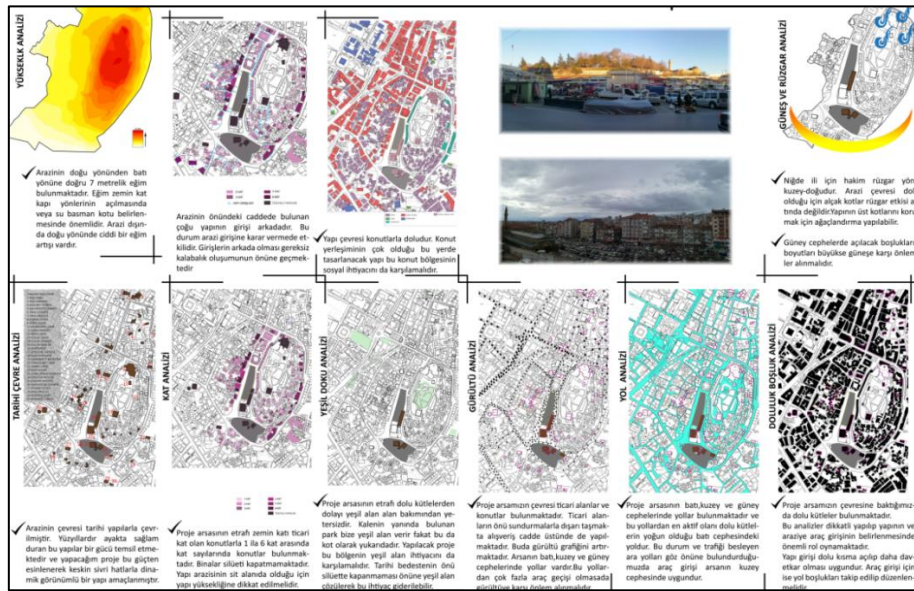 YÜKSEKLK ANALİZİ
Arazinin doğu yönünden batı
yönüne doğru 7 metrelik eğim
bulunmaktadır. Eğim zemin kat
kapı yönlerinin açılmasında
veya su basman kotu belirlen-
mesinde önemlidir. Arazi dışın-
da doğu yönünde ciddi bir eğim
artışı vardır.
Arazinin önündeki caddede bulunan
çoğu yapının girişi arkadadır. Bu
durum arazi girişine karar vermede et-
kilidir. Girişlerin arkada olması gereksiz
kalabalık oluşumunun önüne geçmek-
tedir
Yapı çevresi konutlarla doludur. Konut
yerleşiminin çok olduğu bu yerde
tasarlanacak yapı bu konut bölgesinin
sosyal ihtiyacını da karşılamalıdır.
GÜNEŞ VE RÜZGAR ANALİZİ
Niğde ili için hakim rüzgar yön
kuzey-doğudur. Arazi çevresi dol
olduğu için alçak kotlar rüzgar etkisi a
tında değildir.Yapının üst kotlarını kor
mak için ağaçlandırma yapılabilir.
Güney cephelerde açılacak boşlukları
boyutları büyükse güneşe karşı önlem
ler alınmalıdır.
TARİHİ ÇEVRE ANALİZİ
Arazinin çevresi tarihi yapılarla çevr-
ilmiştir. Yüzyıllardır ayakta sağlam
duran bu yapılar bir gücü temsil etme-
ktedir ve yapacağım proje bu güçten
esinlenerek keskin sivri hatlarla dina-
mik görünümlü bir yapı amaçlanmıştır.
KAT ANALİZİ
Proje arsasının etrafı zemin katı ticari
kat olan konutlarla 1 ila 6 kat arasında
kat sayılarında konutlar bulunmak-
tadır. Binalar silüeti kapatmamaktadır.
Yapı arazisinin sit alanda olduğu için
yapı yüksekliğine dikkat edilmelidir.
YEŞİL DOKU ANALİZİ
Proje arsasının etrafı dolu kütlelerden
dolayı yeşil alan alan bakımından ye-
tersizdir. Kalenin yanında bulunan
park bize yeşil alan verir fakat bu da
kot olarak yukarıdadır. Yapılacak proje
bu bölgenin yeşil alan ihtiyacını da
karşılamalıdır. Tarihi bedestenin önü
silüette kapanmaması önüne yeşil alan
çözülerek bu ihtiyaç giderilebilir.
GÜRÜLTÜ ANALİZİ
Proje arsamızın çevresi ticari alanlar ve
konutlar bulunmaktadır. Ticari alan-
ların önü sundurmalarla dışarı taşmak-
ta alışveriş cadde üstünde de yapıl-
maktadır. Buda gürültü grafiğini artır-
maktadır. Arsanın batı,kuzey ve güney
cephelerinde yollar vardır.Bu yollar-
dan çok fazla araç geçişi olmasada
gürültüye karşı önlem alınmalıdır.
YOL ANALİZİ
Proje arsamızın batı,kuzey ve güney
cephelerinde yollar bulunmaktadır ve
bu yollardan en aktif olanı dolu kütlel-
erin yoğun olduğu batı cephesindeki
yoldur. Bu durum ve trafiği besleyen
ara yolları göz önüne bulundurduğu-
muzda araç girişi arsanın kuzey
cephesinde uygundur.
DOLULUK BOŞLUK ANALİZİ
Proje arsamızın çevresine baktığımız-
da dolu kütleler bulunmaktadır.
Bu analizler dikkatli yapılıp yapının ve
araziye araç girişinin belirlenmesinde
önemli rol oynamaktadır.
Yapı girişi dolu kısma açılıp daha dav-
etkar olması uygundur. Araç girişi için
ise yol boşlukları takip edilip düzenlen-
melidir.